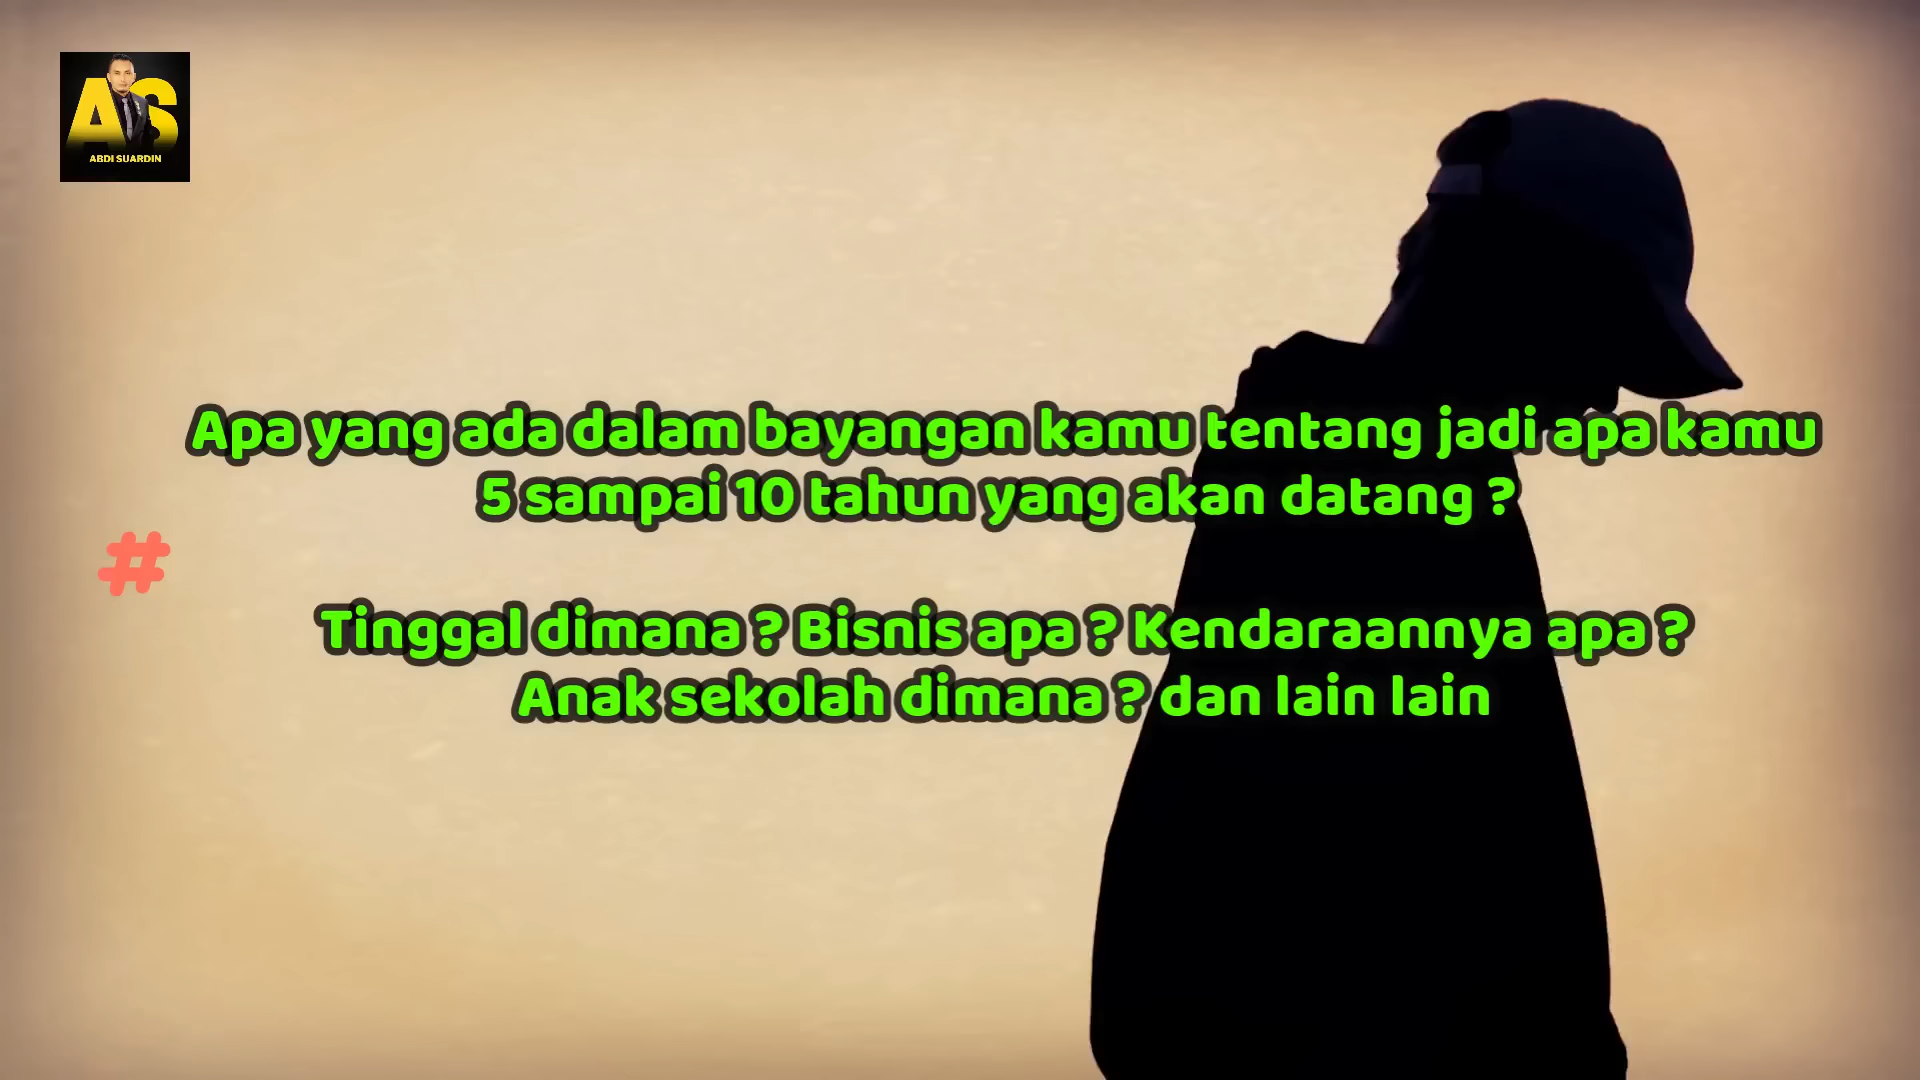 AS
ABDI SUARDIN
Apa yang ada dalam bayangan kamu tentang jadi apa kamu
5 sampai 10 tahun yang akan datang ?
#
Tinggal dimana ? Bisnis apa ? Kendaraannya apa ?
Anak sekolah dimana ? dan lain lain